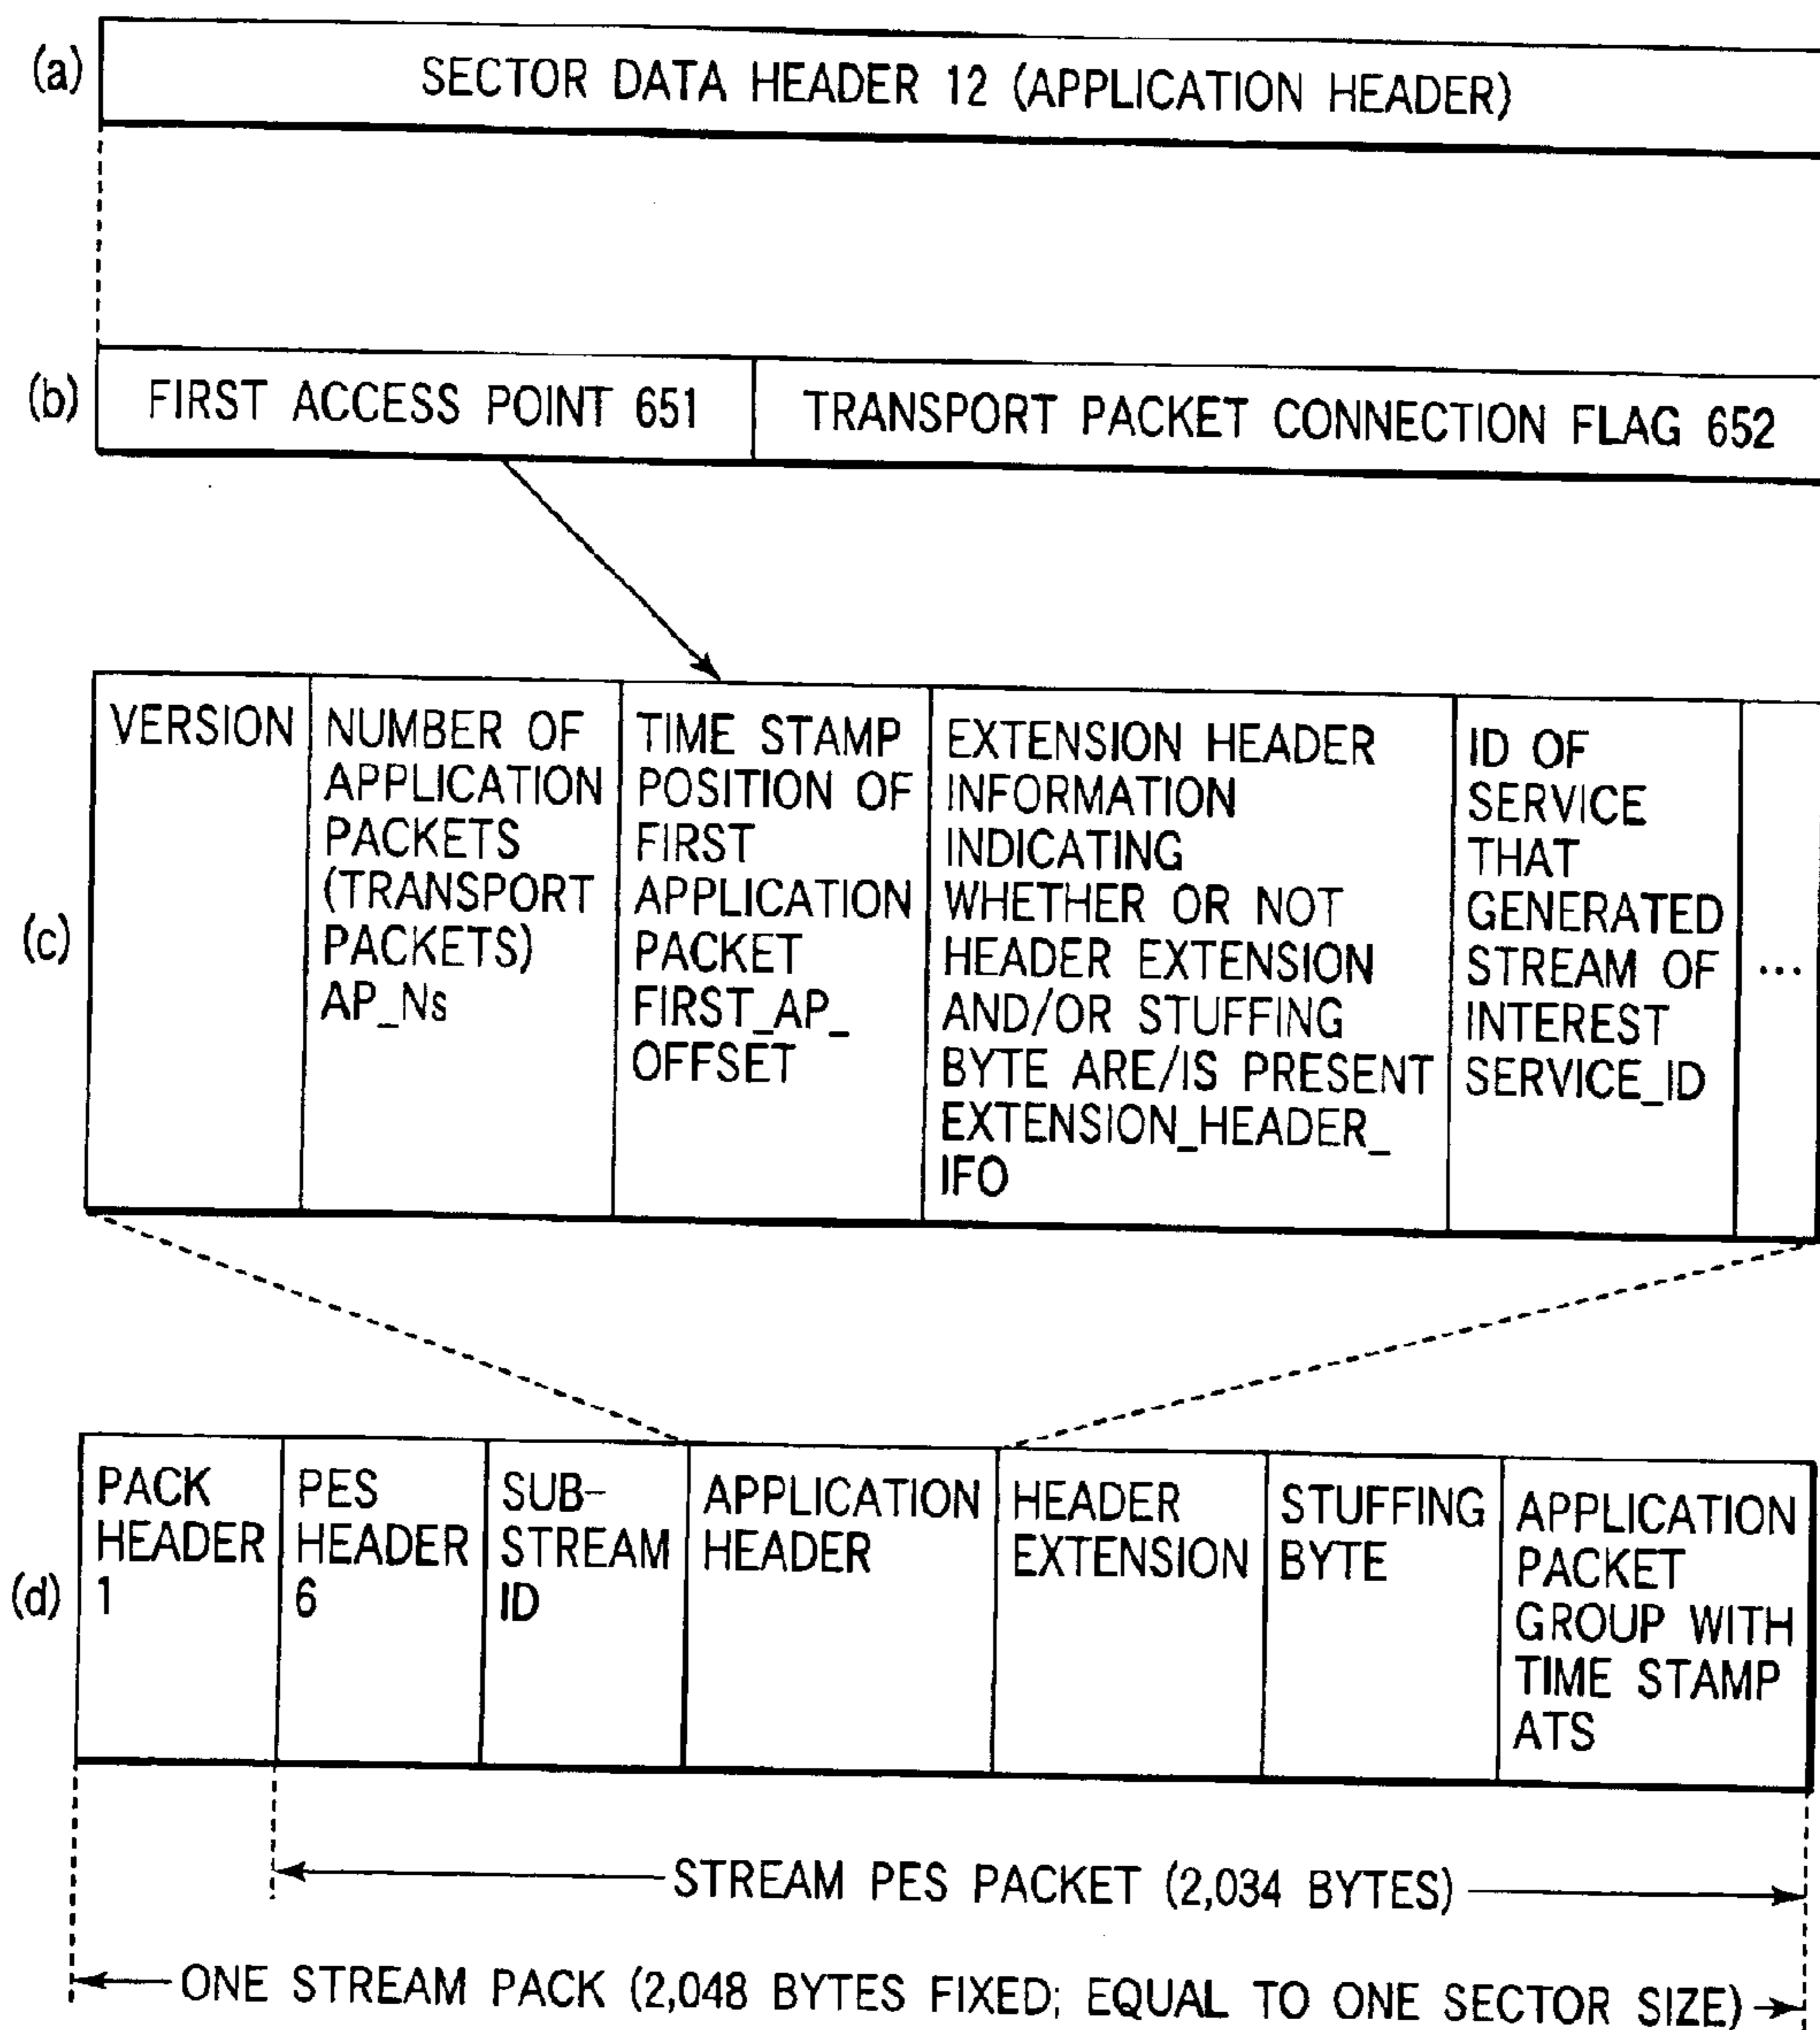 (a)
SECTOR DATA HEADER 12 (APPLICATION HEADER)
(b)
FIRST ACCESS POINT 651
TRANSPORT PACKET CONNECTION FLAG 652
(c)
VERSION
NUMBER OF
APPLICATION
PACKETS
(TRANSPORT
PACKETS)
AP_Ns
TIME STAMP
POSITION OF
FIRST
APPLICATION
PACKET
FIRST_AP_
OFFSET
EXTENSION HEADER
INFORMATION
INDICATING
WHETHER OR NOT
HEADER EXTENSION
AND/OR STUFFING
BYTE ARE/IS PRESENT
EXTENSION_HEADER_
IFO
ID OF
SERVICE
THAT
GENERATED
STREAM OF
INTEREST
SERVICE_ID
...
(d)
PACK
HEADER
1
PES
HEADER
6
SUB-
STREAM
ID
APPLICATION
HEADER
HEADER
EXTENSION
STUFFING
BYTE
APPLICATION
PACKET
GROUP WITH
TIME STAMP
ATS
STREAM PES PACKET (2,034 BYTES)
ONE STREAM PACK (2,048 BYTES FIXED; EQUAL TO ONE SECTOR SIZE)